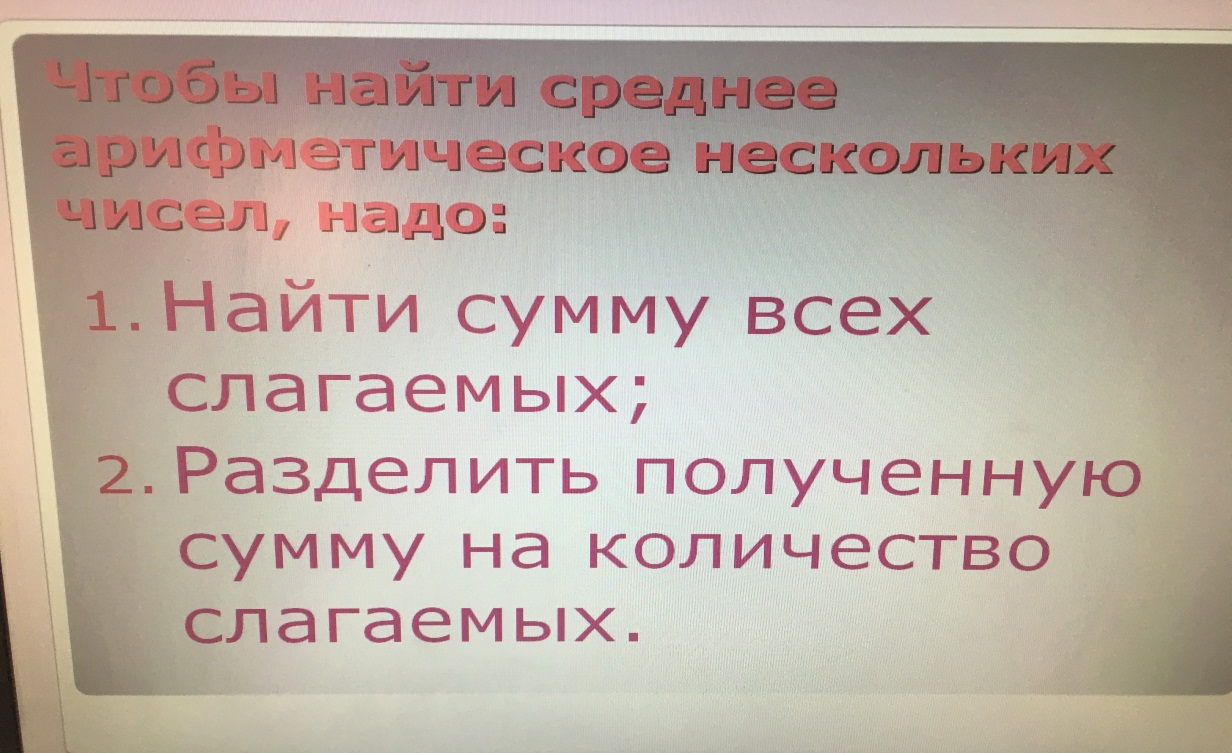 Чтобы найти среднее
арифметическое нескольких
чисел, надо:
1. Найти сумму всех
слагаемых;
2. Разделить полученную
сумму на количество
слагаемых.